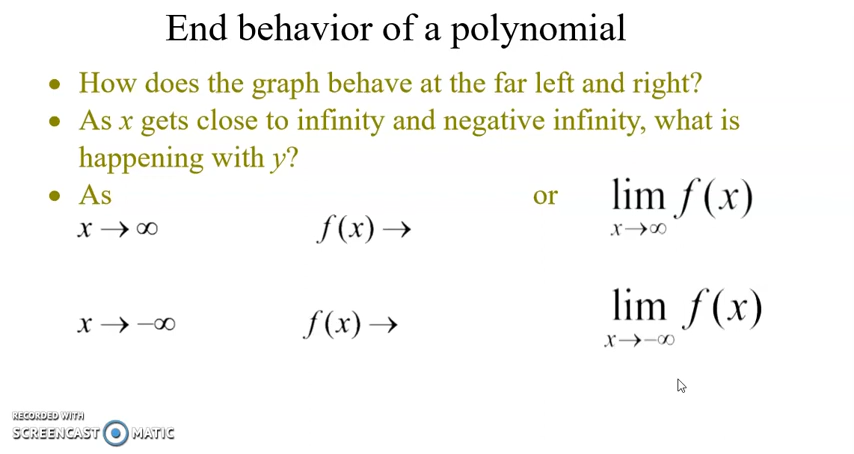 End behavior of a polynomial
• How does the graph behave at the far left and right?
• As x gets close to infinity and negative infinity, what is
happening with y?
• As or lim f(x)
x → ∞ f(x) → x→∞
x → −∞ f(x) → lim f(x)
x→−∞
RECORDED WITH
SCREENCAST MATIC